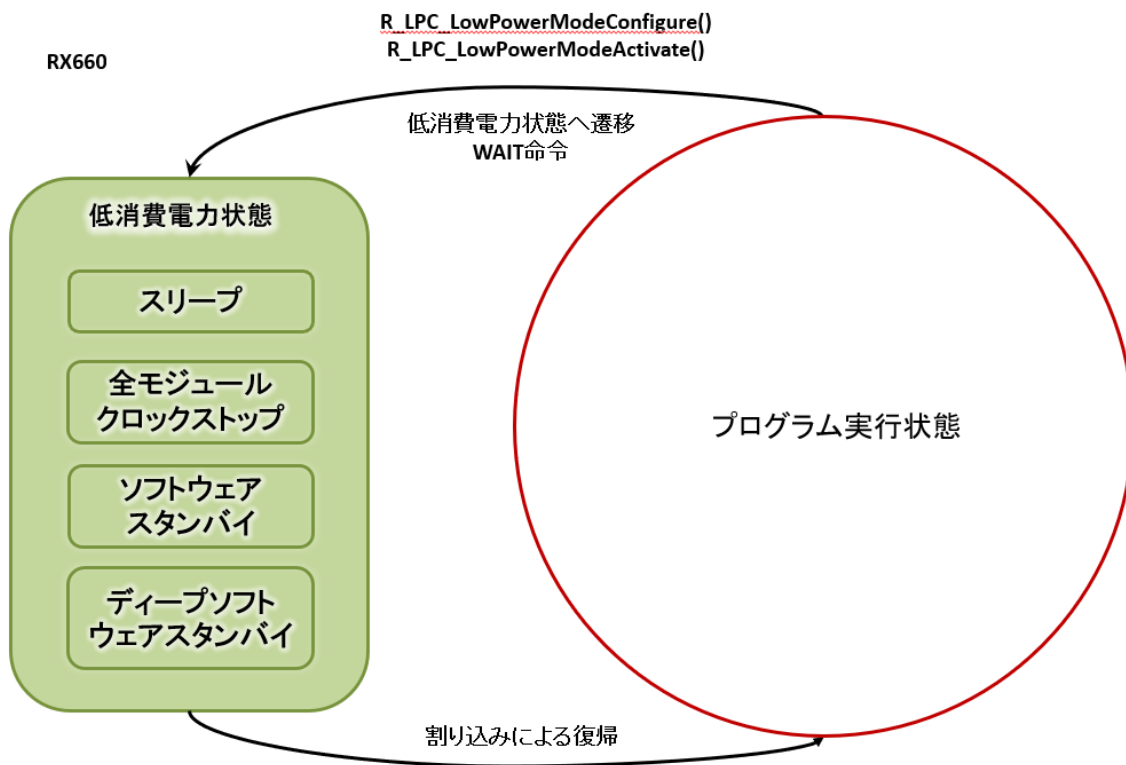 R_LPC_LowPowerModeConfigure()
R_LPC_LowPowerModeActivate()
RX660
低消費電力状態へ遷移
WAIT命令
低消費電力状態
スリープ
全モジュール
クロックストップ
ソフトウェア
スタンバイ
ディープソフト
ウェアスタンバイ
プログラム実行状態
割り込みによる復帰